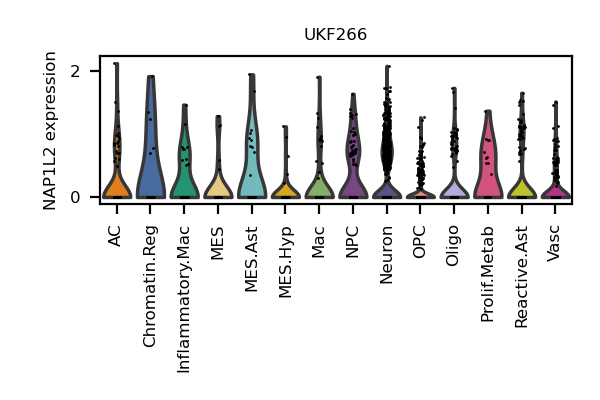 UKF266
NAP1L2 expression
2
0
AC
Chromatin.Reg
Inflammatory.Mac
MES
MES.Ast
MES.Hyp
Mac
NPC
Neuron
OPC
Oligo
Prolif.Metab
Reactive.Ast
Vasc